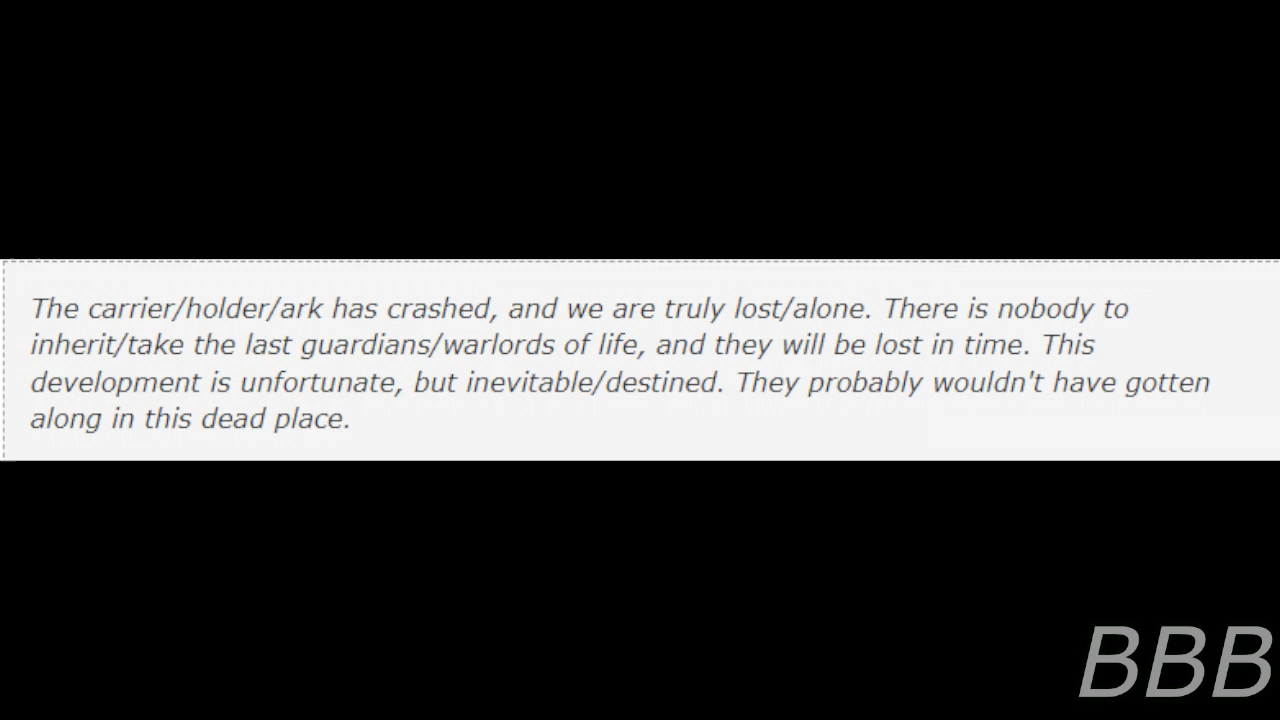 The carrier/holder/ark has crashed, and we are truly lost/alone. There is nobody to
inherit/take the last guardians/warlords of life, and they will be lost in time. This
development is unfortunate, but inevitable/destined. They probably wouldn't have gotten
along in this dead place.
BBB